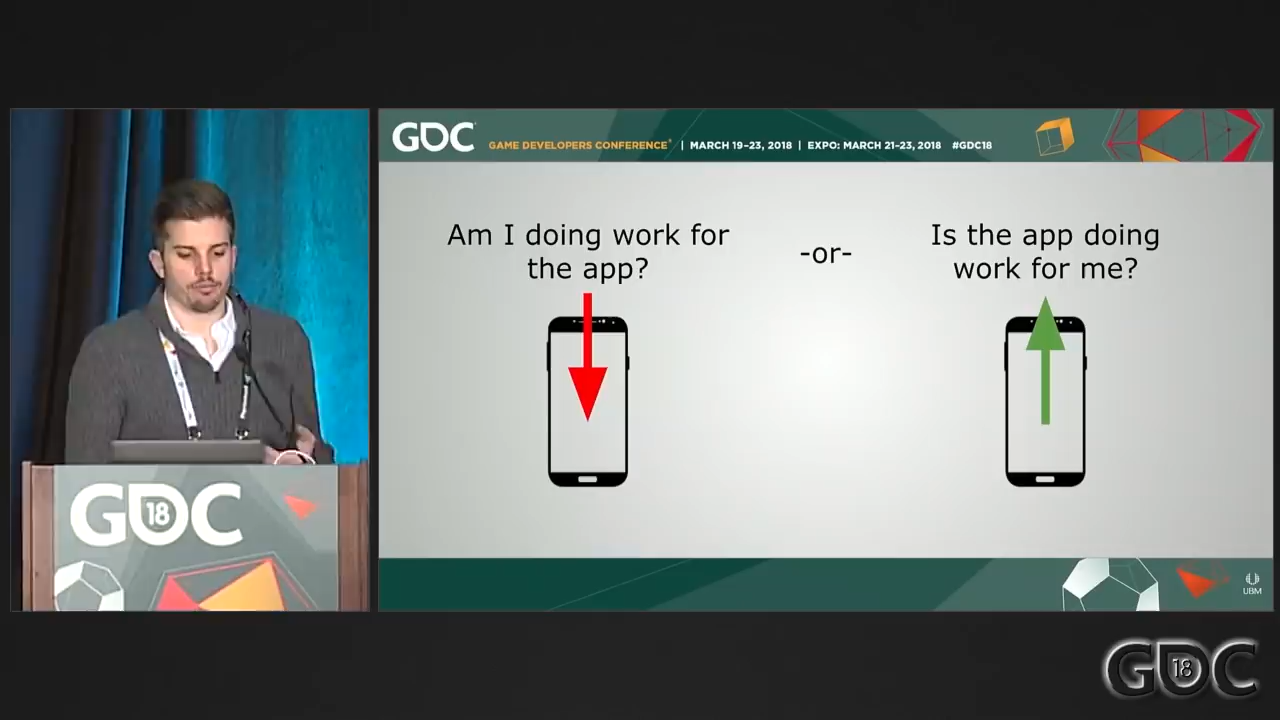 GDC
GAME DEVELOPERS CONFERENCE® | MARCH 19–23, 2018 | EXPO: MARCH 21–23, 2018 #GDC18
Am I doing work for
the app?
-or-
Is the app doing
work for me?
GDC
18
UBM
GDC
18